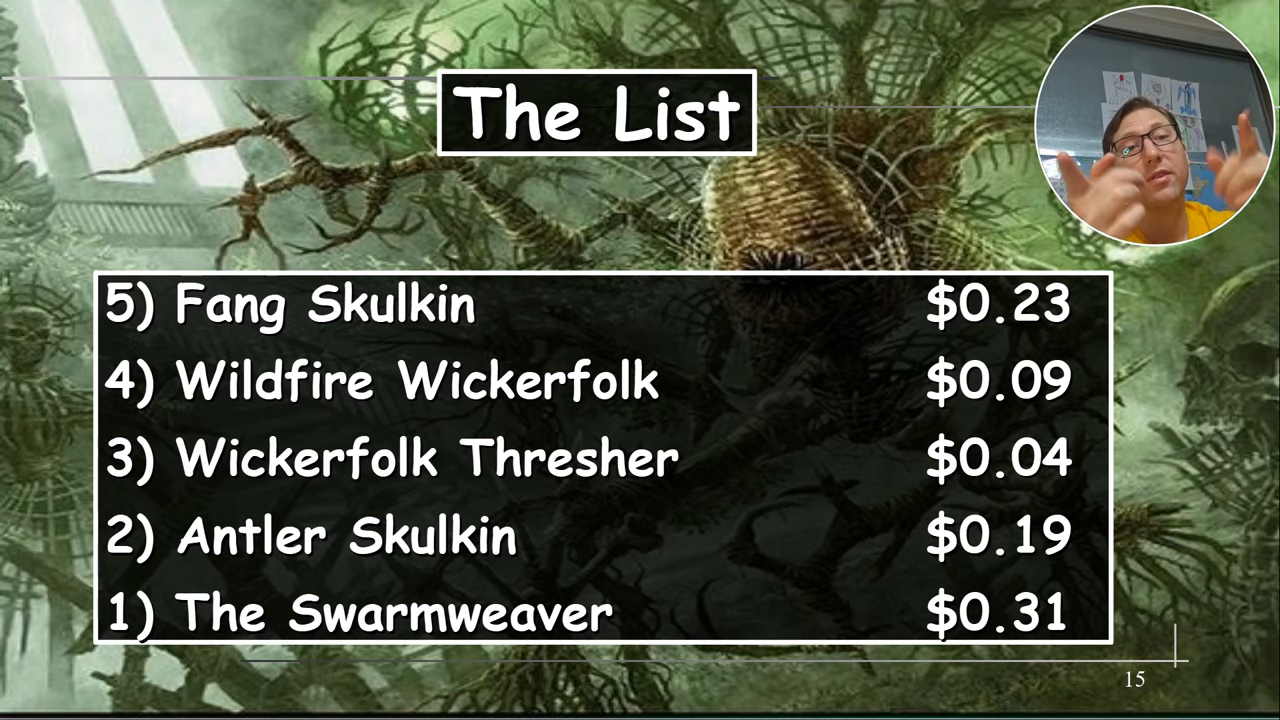 The List
5) Fang Skulkin $0.23
4) Wildfire Wickerfolk $0.09
3) Wickerfolk Thresher $0.04
2) Antler Skulkin $0.19
1) The Swarmweaver $0.31
15